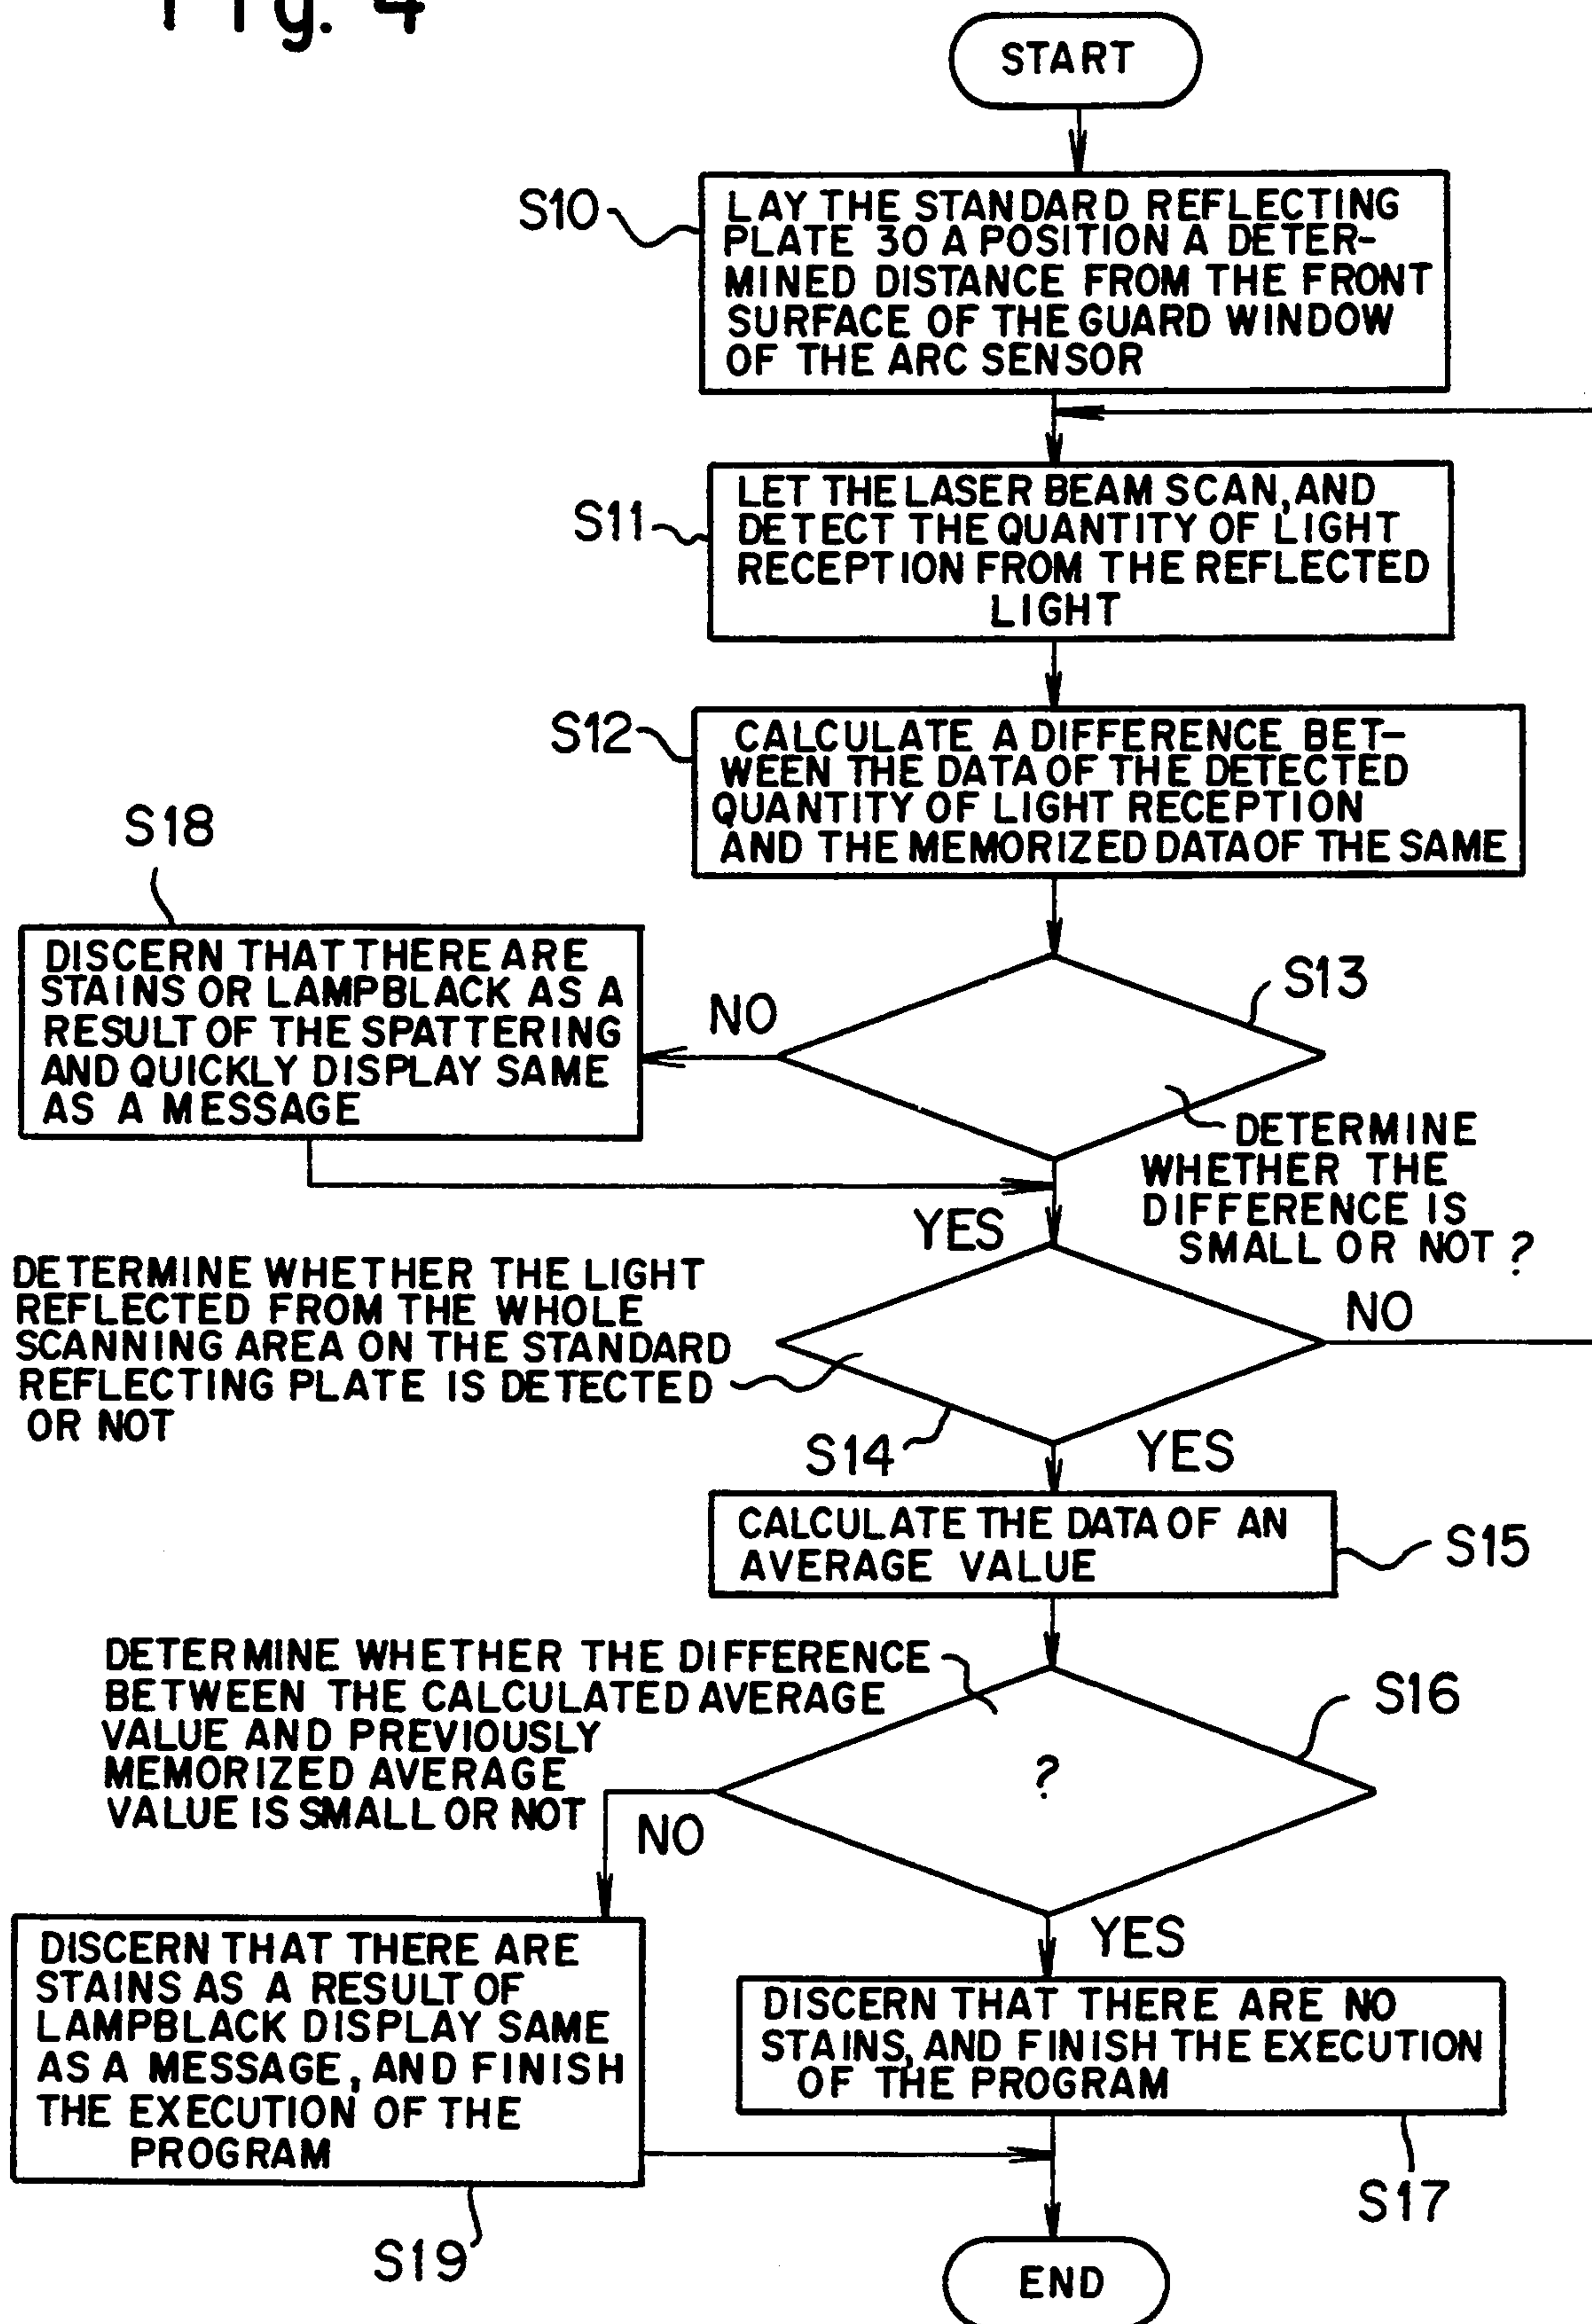 Fig. 4
START
S10
LAY THE STANDARD REFLECTING
PLATE 30 A POSITION A DETER-
MINED DISTANCE FROM THE FRONT
SURFACE OF THE GUARD WINDOW
OF THE ARC SENSOR
S11
LET THE LASER BEAM SCAN, AND
DETECT THE QUANTITY OF LIGHT
RECEPTION FROM THE REFLECTED
LIGHT
S12
CALCULATE A DIFFERENCE BET-
WEEN THE DATA OF THE DETECTED
QUANTITY OF LIGHT RECEPTION
AND THE MEMORIZED DATA OF THE SAME
S18
DISCERN THAT THERE ARE
STAINS OR LAMPBLACK AS A
RESULT OF THE SPATTERING
AND QUICKLY DISPLAY SAME
AS A MESSAGE
NO
S13
DETERMINE
WHETHER THE
DIFFERENCE IS
SMALL OR NOT ?
YES
DETERMINE WHETHER THE LIGHT
REFLECTED FROM THE WHOLE
SCANNING AREA ON THE STANDARD
REFLECTING PLATE IS DETECTED
OR NOT
NO
S14
YES
CALCULATE THE DATA OF AN
AVERAGE VALUE
S15
DETERMINE WHETHER THE DIFFERENCE
BETWEEN THE CALCULATED AVERAGE
VALUE AND PREVIOUSLY
MEMORIZED AVERAGE
VALUE IS SMALL OR NOT
?
S16
NO
YES
DISCERN THAT THERE ARE
STAINS AS A RESULT OF
LAMPBLACK DISPLAY SAME
AS A MESSAGE, AND FINISH
THE EXECUTION OF THE
PROGRAM
DISCERN THAT THERE ARE NO
STAINS, AND FINISH THE EXECUTION
OF THE PROGRAM
S17
S19
END